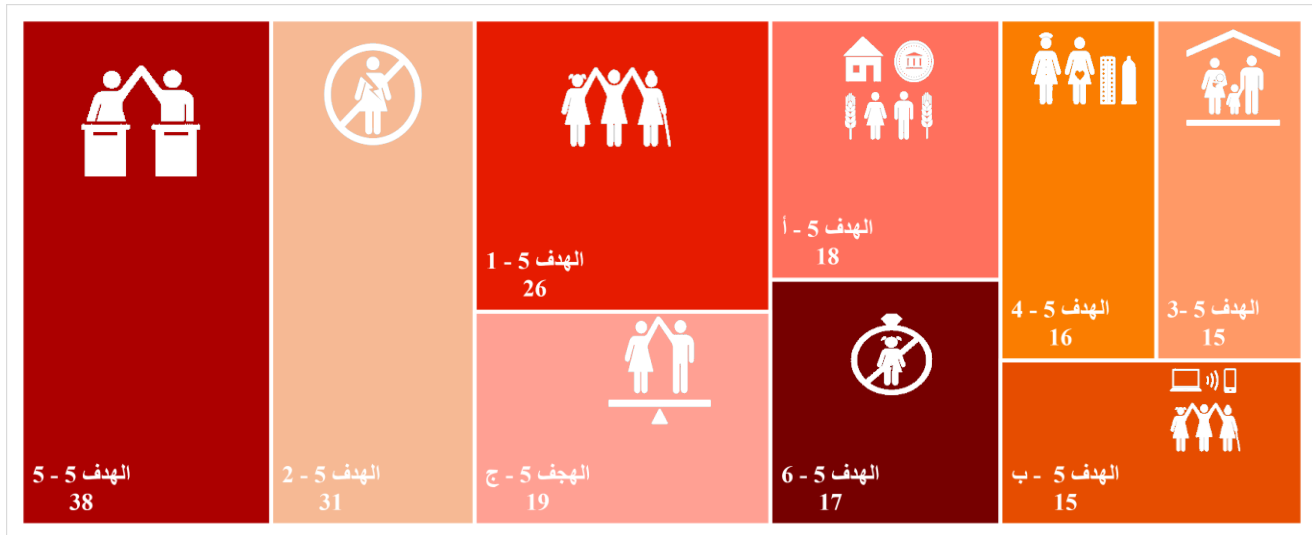 الهدف 5 - 5
38
الهدف 5 - 2
31
الهدف 5 - 1
26
الهجف 5 - ج
19
الهدف 5 - أ
18
الهدف 5 - 6
17
الهدف 5 - 4
16
الهدف 5 -3
15
الهدف 5 - ب
15